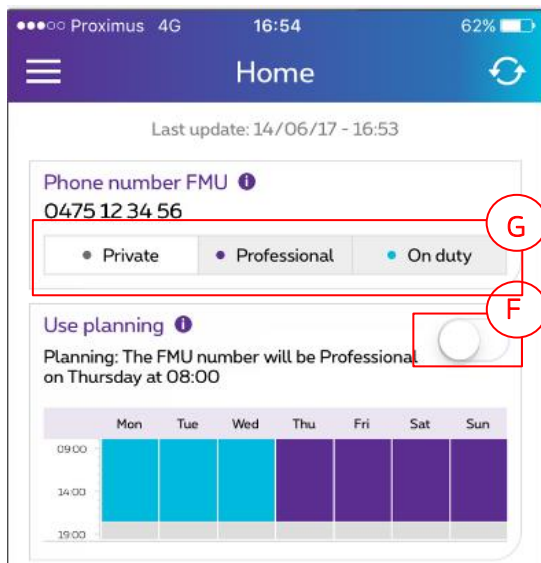 Proximus 4G 16:54 62%
Home
Last update: 14/06/17 - 16:53
Phone number FMU i
0475 12 34 56
G
Private Professional On duty
F
Use planning i
Planning: The FMU number will be Professional
on Thursday at 08:00
Mon Tue Wed Thu Fri Sat Sun
09:00
14:00
19:00